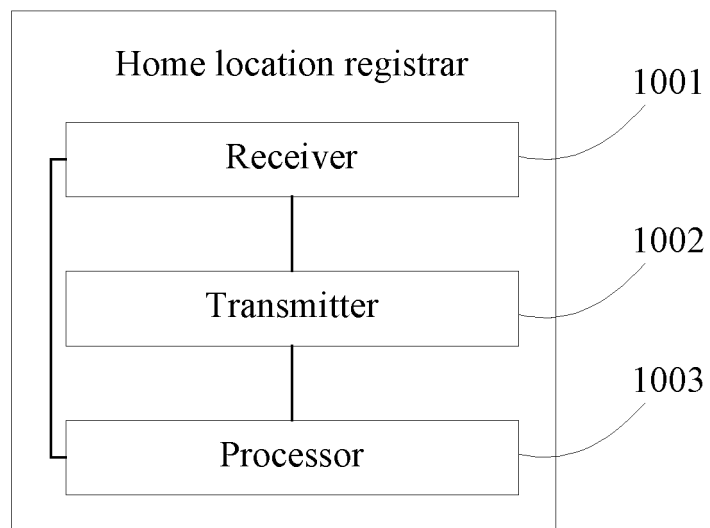 Home location registrar
1001
Receiver
1002
Transmitter
1003
Processor